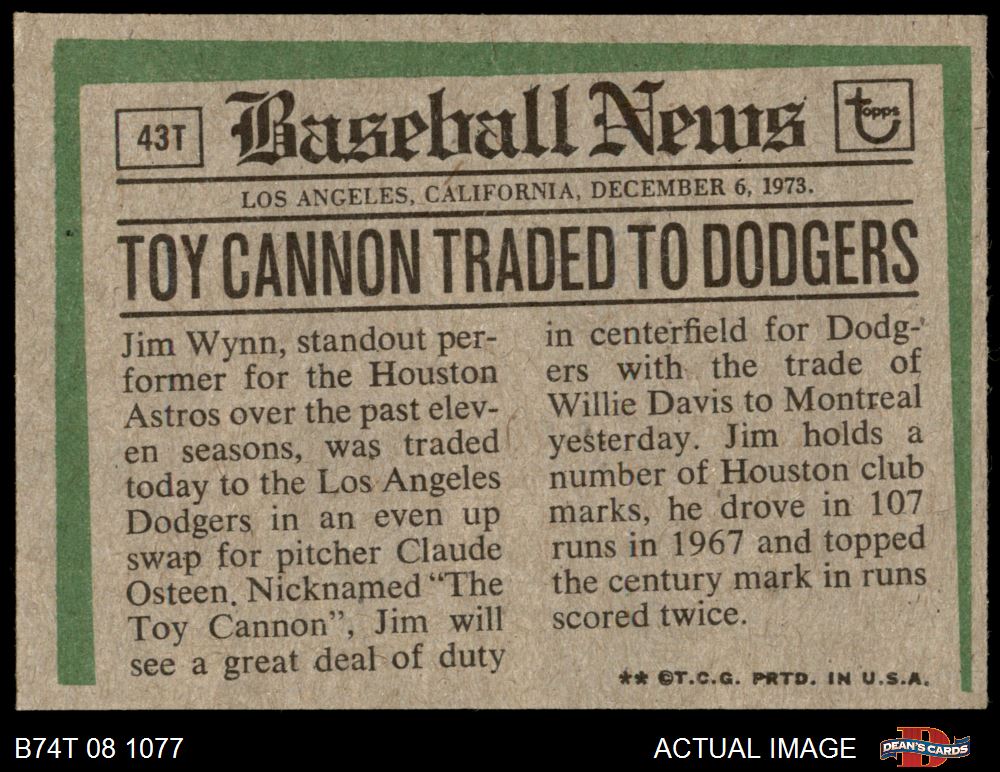 43T
Baseball News
topps
LOS ANGELES, CALIFORNIA, DECEMBER 6, 1973.
TOY CANNON TRADED TO DODGERS
Jim Wynn, standout per-
former for the Houston
Astros over the past elev-
en seasons, was traded
today to the Los Angeles
Dodgers in an even up
swap for pitcher Claude
Osteen. Nicknamed “The
Toy Cannon”, Jim will
see a great deal of duty
in centerfield for Dodg-
ers with the trade of
Willie Davis to Montreal
yesterday. Jim holds a
number of Houston club
marks, he drove in 107
runs in 1967 and topped
the century mark in runs
scored twice.
** ©T.C.G. PRTD. IN U.S.A.
B74T 08 1077
ACTUAL IMAGE
D
DEAN'S CARDS